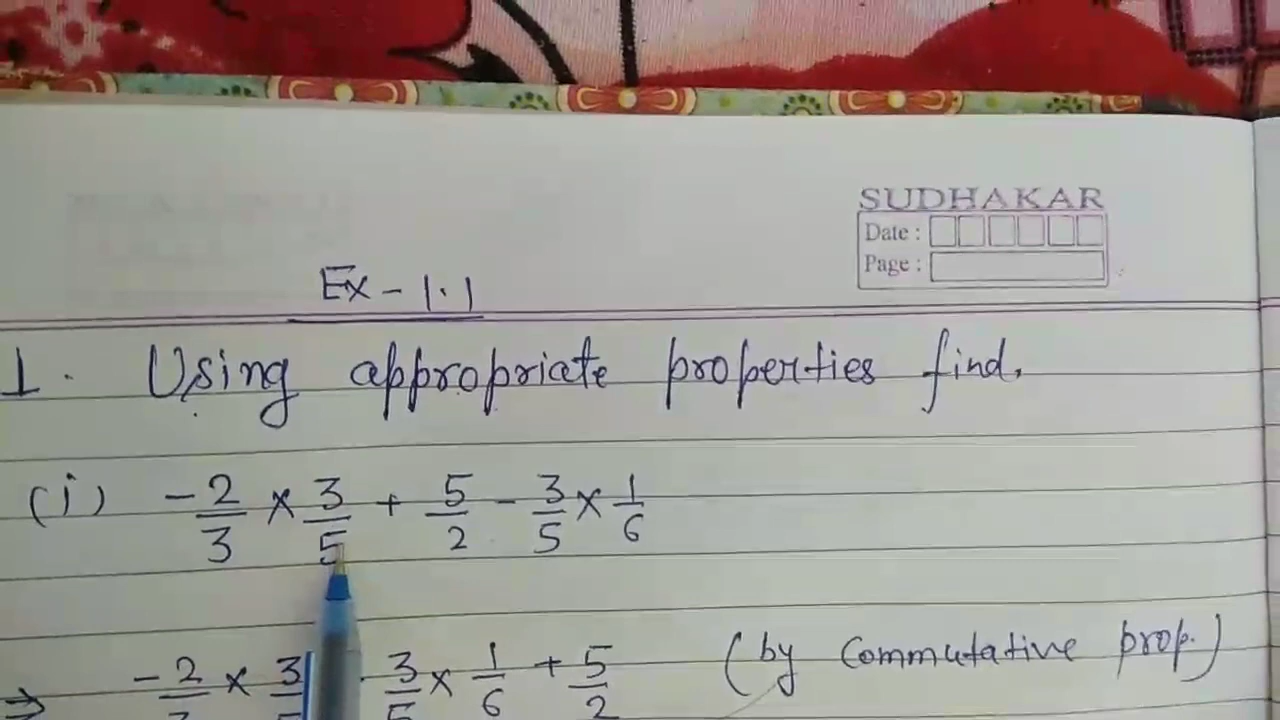 SUDHAKAR
Date :
Page :
Ex - 1.1
1. Using appropriate properties find.
(i) -2/3 × 3/5 + 5/2 - 3/5 × 1/6
⇒ -2/3 × 3/5 - 3/5 × 1/6 + 5/2 (by Commutative prop.)